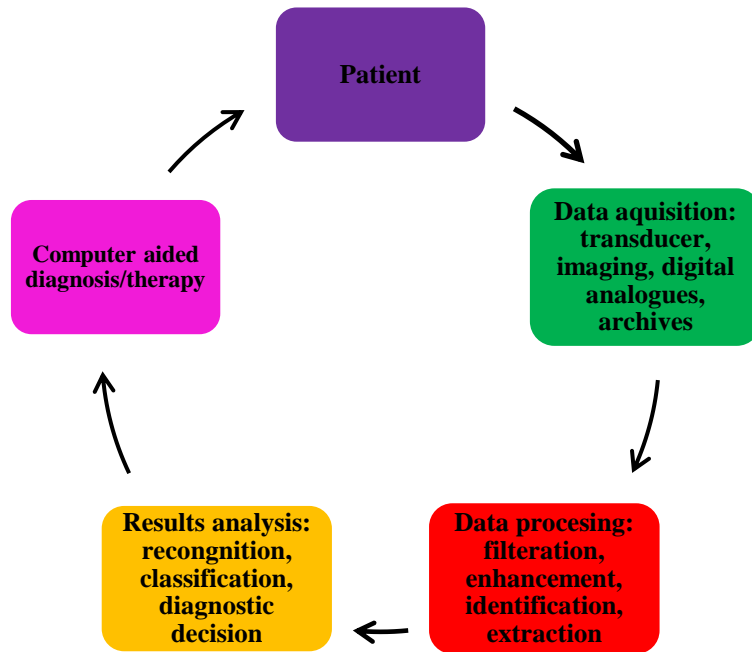 Patient
Data aquisition:
transducer,
imaging, digital
analogues,
archives
Data procesing:
filteration,
enhancement,
identification,
extraction
Results analysis:
recongnition,
classification,
diagnostic
decision
Computer aided
diagnosis/therapy